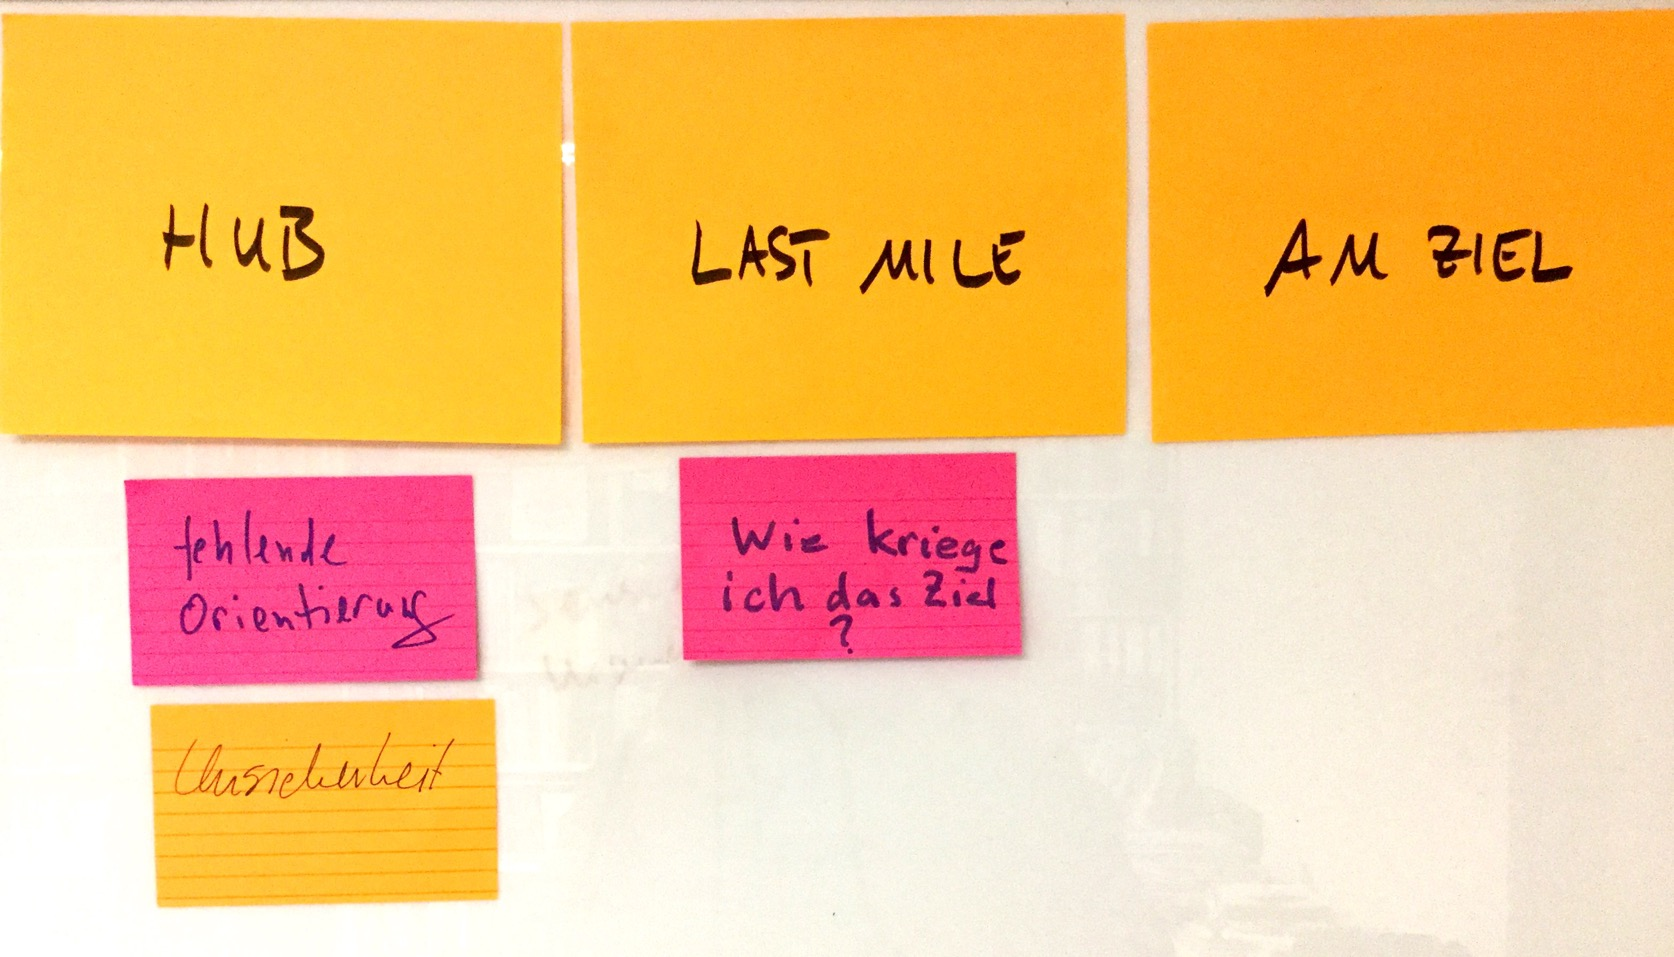 HUB
LAST MILE
AM ZIEL
fehlende
Orientierung
Wie kriege
ich das Ziel
?
Unsicherheit